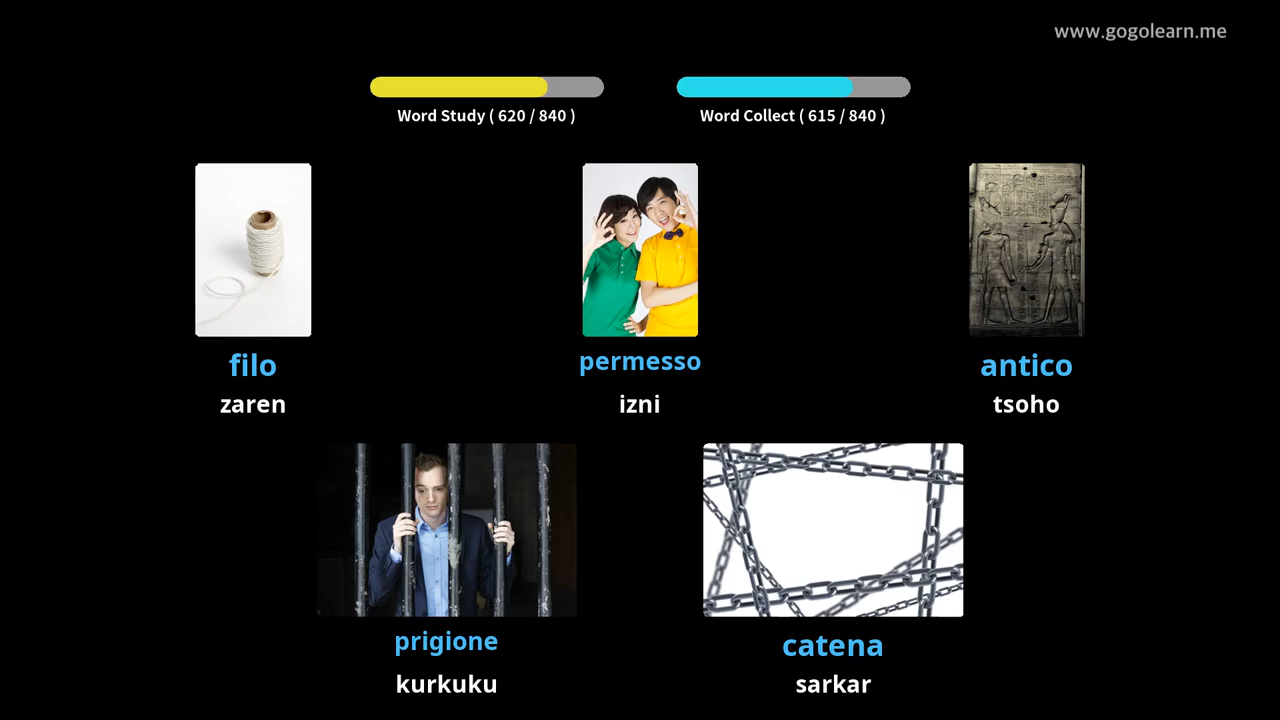 www.gogolearn.me
Word Study ( 620 / 840 )
Word Collect ( 615 / 840 )
filo
zaren
permesso
izni
antico
tsoho
prigione
kurkuku
catena
sarkar